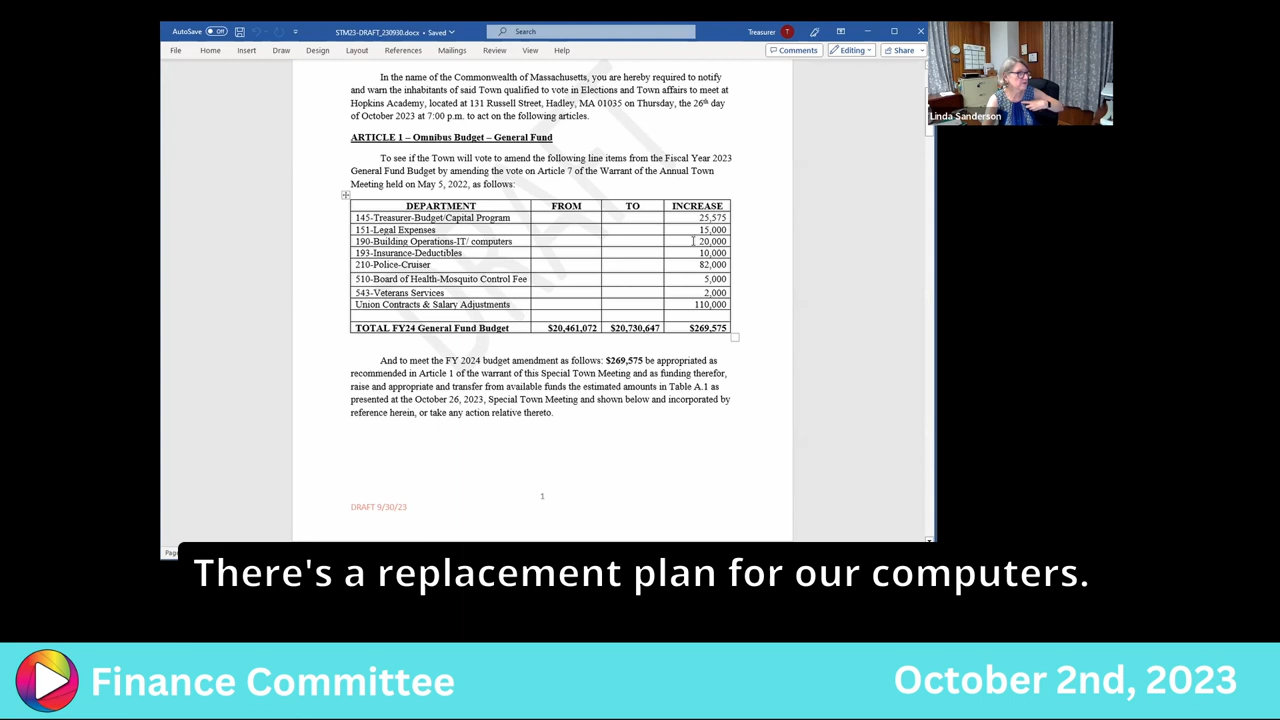 AutoSave Off STM23-DRAFT_230930.docx • Saved Search Treasurer T
File Home Insert Draw Design Layout References Mailings Review View Help Comments Editing Share
In the name of the Commonwealth of Massachusetts, you are hereby required to notify
and warn the inhabitants of said Town qualified to vote in Elections and Town affairs to meet at
Hopkins Academy, located at 131 Russell Street, Hadley, MA 01035 on Thursday, the 26th day
of October 2023 at 7:00 p.m. to act on the following articles.
ARTICLE 1 – Omnibus Budget – General Fund
To see if the Town will vote to amend the following line items from the Fiscal Year 2023
General Fund Budget by amending the vote on Article 7 of the Warrant of the Annual Town
Meeting held on May 5, 2022, as follows:
DEPARTMENT FROM TO INCREASE
145-Treasurer-Budget/Capital Program 25,575
151-Legal Expenses 15,000
190-Building Operations-IT/ computers 20,000
193-Insurance-Deductibles 10,000
210-Police-Cruiser 82,000
510-Board of Health-Mosquito Control Fee 5,000
543-Veterans Services 2,000
Union Contracts & Salary Adjustments 110,000
TOTAL FY24 General Fund Budget $20,461,072 $20,730,647 $269,575
And to meet the FY 2024 budget amendment as follows: $269,575 be appropriated as
recommended in Article 1 of the warrant of this Special Town Meeting and as funding therefor,
raise and appropriate and transfer from available funds the estimated amounts in Table A.1 as
presented at the October 26, 2023, Special Town Meeting and shown below and incorporated by
reference herein, or take any action relative thereto.
1
DRAFT 9/30/23
DRAFT
Linda Sanderson
There's a replacement plan for our computers.
Finance Committee
October 2nd, 2023